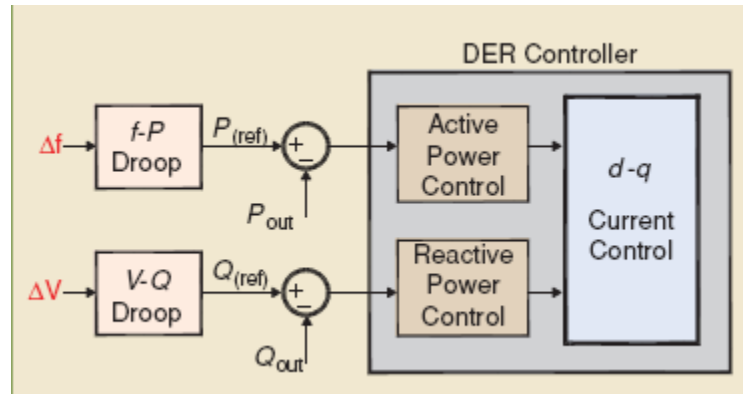 DER Controller
Δf
f-P
Droop
P(ref)
+
−
Pout
Active
Power
Control
d-q
Current
Control
ΔV
V-Q
Droop
Q(ref)
+
−
Qout
Reactive
Power
Control